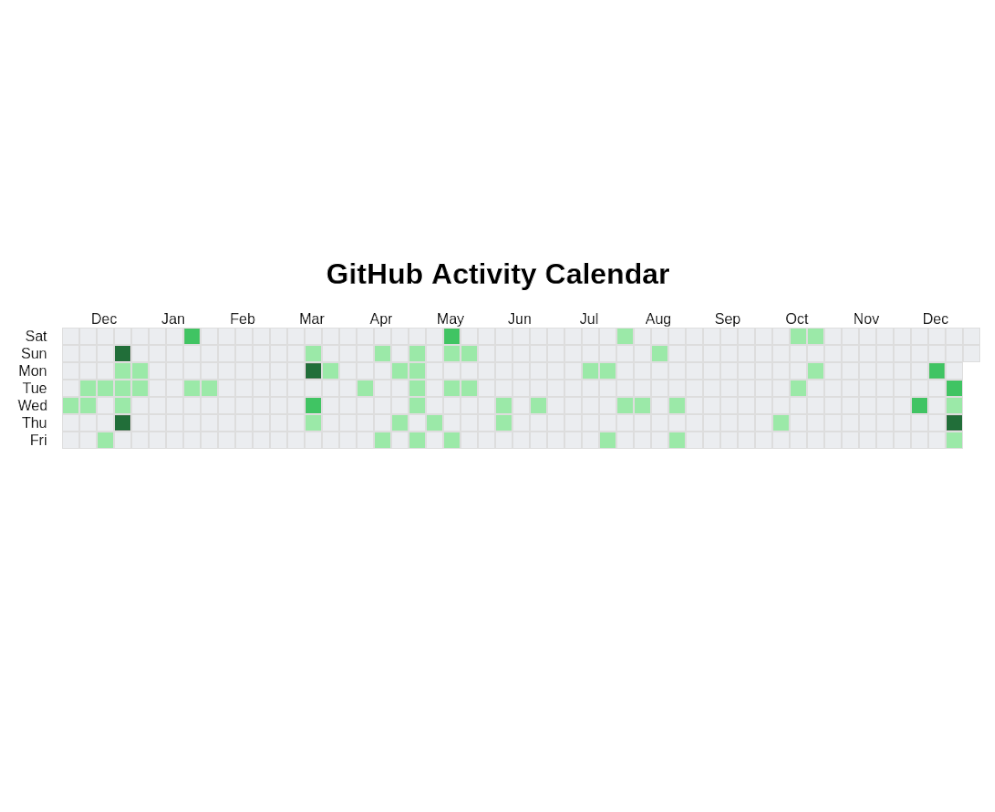 GitHub Activity Calendar
Dec Jan Feb Mar Apr May Jun Jul Aug Sep Oct Nov Dec
Sat
Sun
Mon
Tue
Wed
Thu
Fri